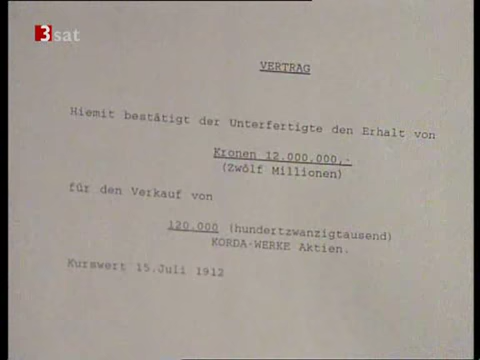 3sat
VERTRAG
Hiemit bestätigt der Unterfertigte den Erhalt von
Kronen 12.000.000,-
(Zwölf Millionen)
für den Verkauf von
120.000 (hundertzwanzigtausend)
KORDA-WERKE Aktien.
Kurswert 15.Juli 1912